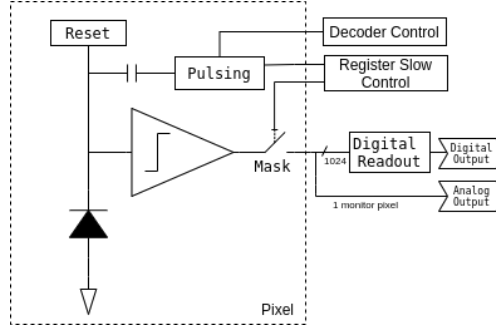 Reset
Decoder Control
Pulsing
Register Slow
Control
Mask
1024
Digital
Readout
Digital
Output
Analog
Output
1 monitor pixel
Pixel